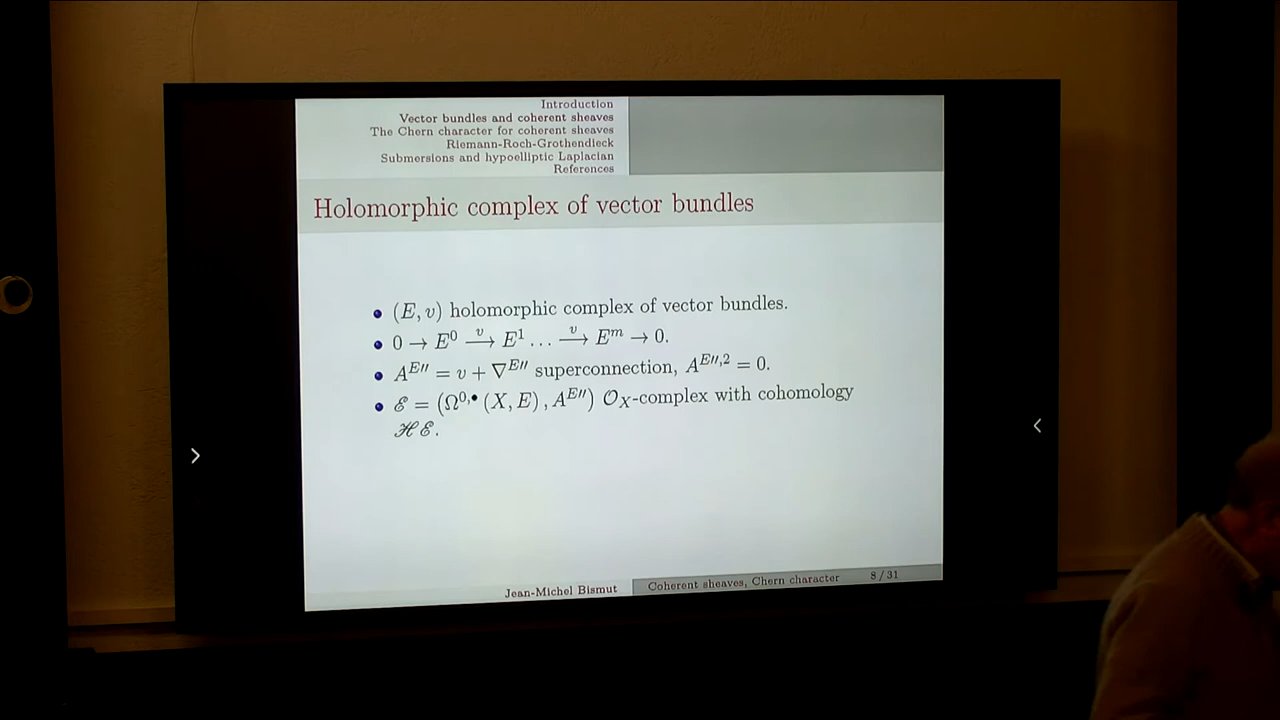 Introduction
Vector bundles and coherent sheaves
The Chern character for coherent sheaves
Riemann-Roch-Grothendieck
Submersions and hypoelliptic Laplacian
References
Holomorphic complex of vector bundles
• (E, v) holomorphic complex of vector bundles.
• 0 → E⁰ →ᵛ E¹ … →ᵛ Eᵐ → 0.
• A^{E″} = v + ∇^{E″} superconnection, A^{E″,2} = 0.
• ℰ = (Ω^{0,•} (X, E) , A^{E″}) 𝒪_X-complex with cohomology
ℋℰ.
Jean-Michel Bismut
Coherent sheaves, Chern character
8 / 31